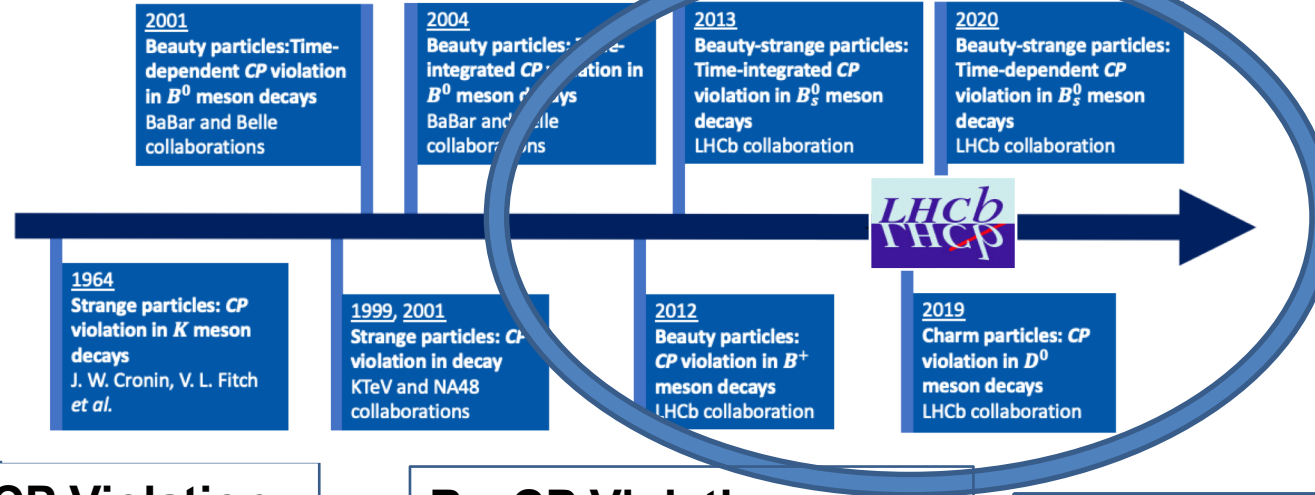 2001
Beauty particles:Time-
dependent CP violation
in B⁰ meson decays
BaBar and Belle
collaborations
2004
Beauty particles:
integrated CP in
B⁰ meson
BaBar and
2013
Beauty-strange particles:
Time-integrated CP
violation in B⁰ₛ meson
decays
LHCb collaboration
2020
Beauty-strange particles:
Time-dependent CP
violation in B⁰ₛ meson
decays
LHCb collaboration
LHCb
LHCb
1964
Strange particles: CP
violation in K meson
decays
J. W. Cronin, V. L. Fitch
et al.
1999, 2001
Strange particles: CP
violation in decay
KTeV and NA48
collaborations
2012
Beauty particles:
CP violation in B⁺
meson decays
LHCb collaboration
2019
Charm particles: CP
violation in D⁰
meson decays
LHCb collaboration
CP Violation
CP